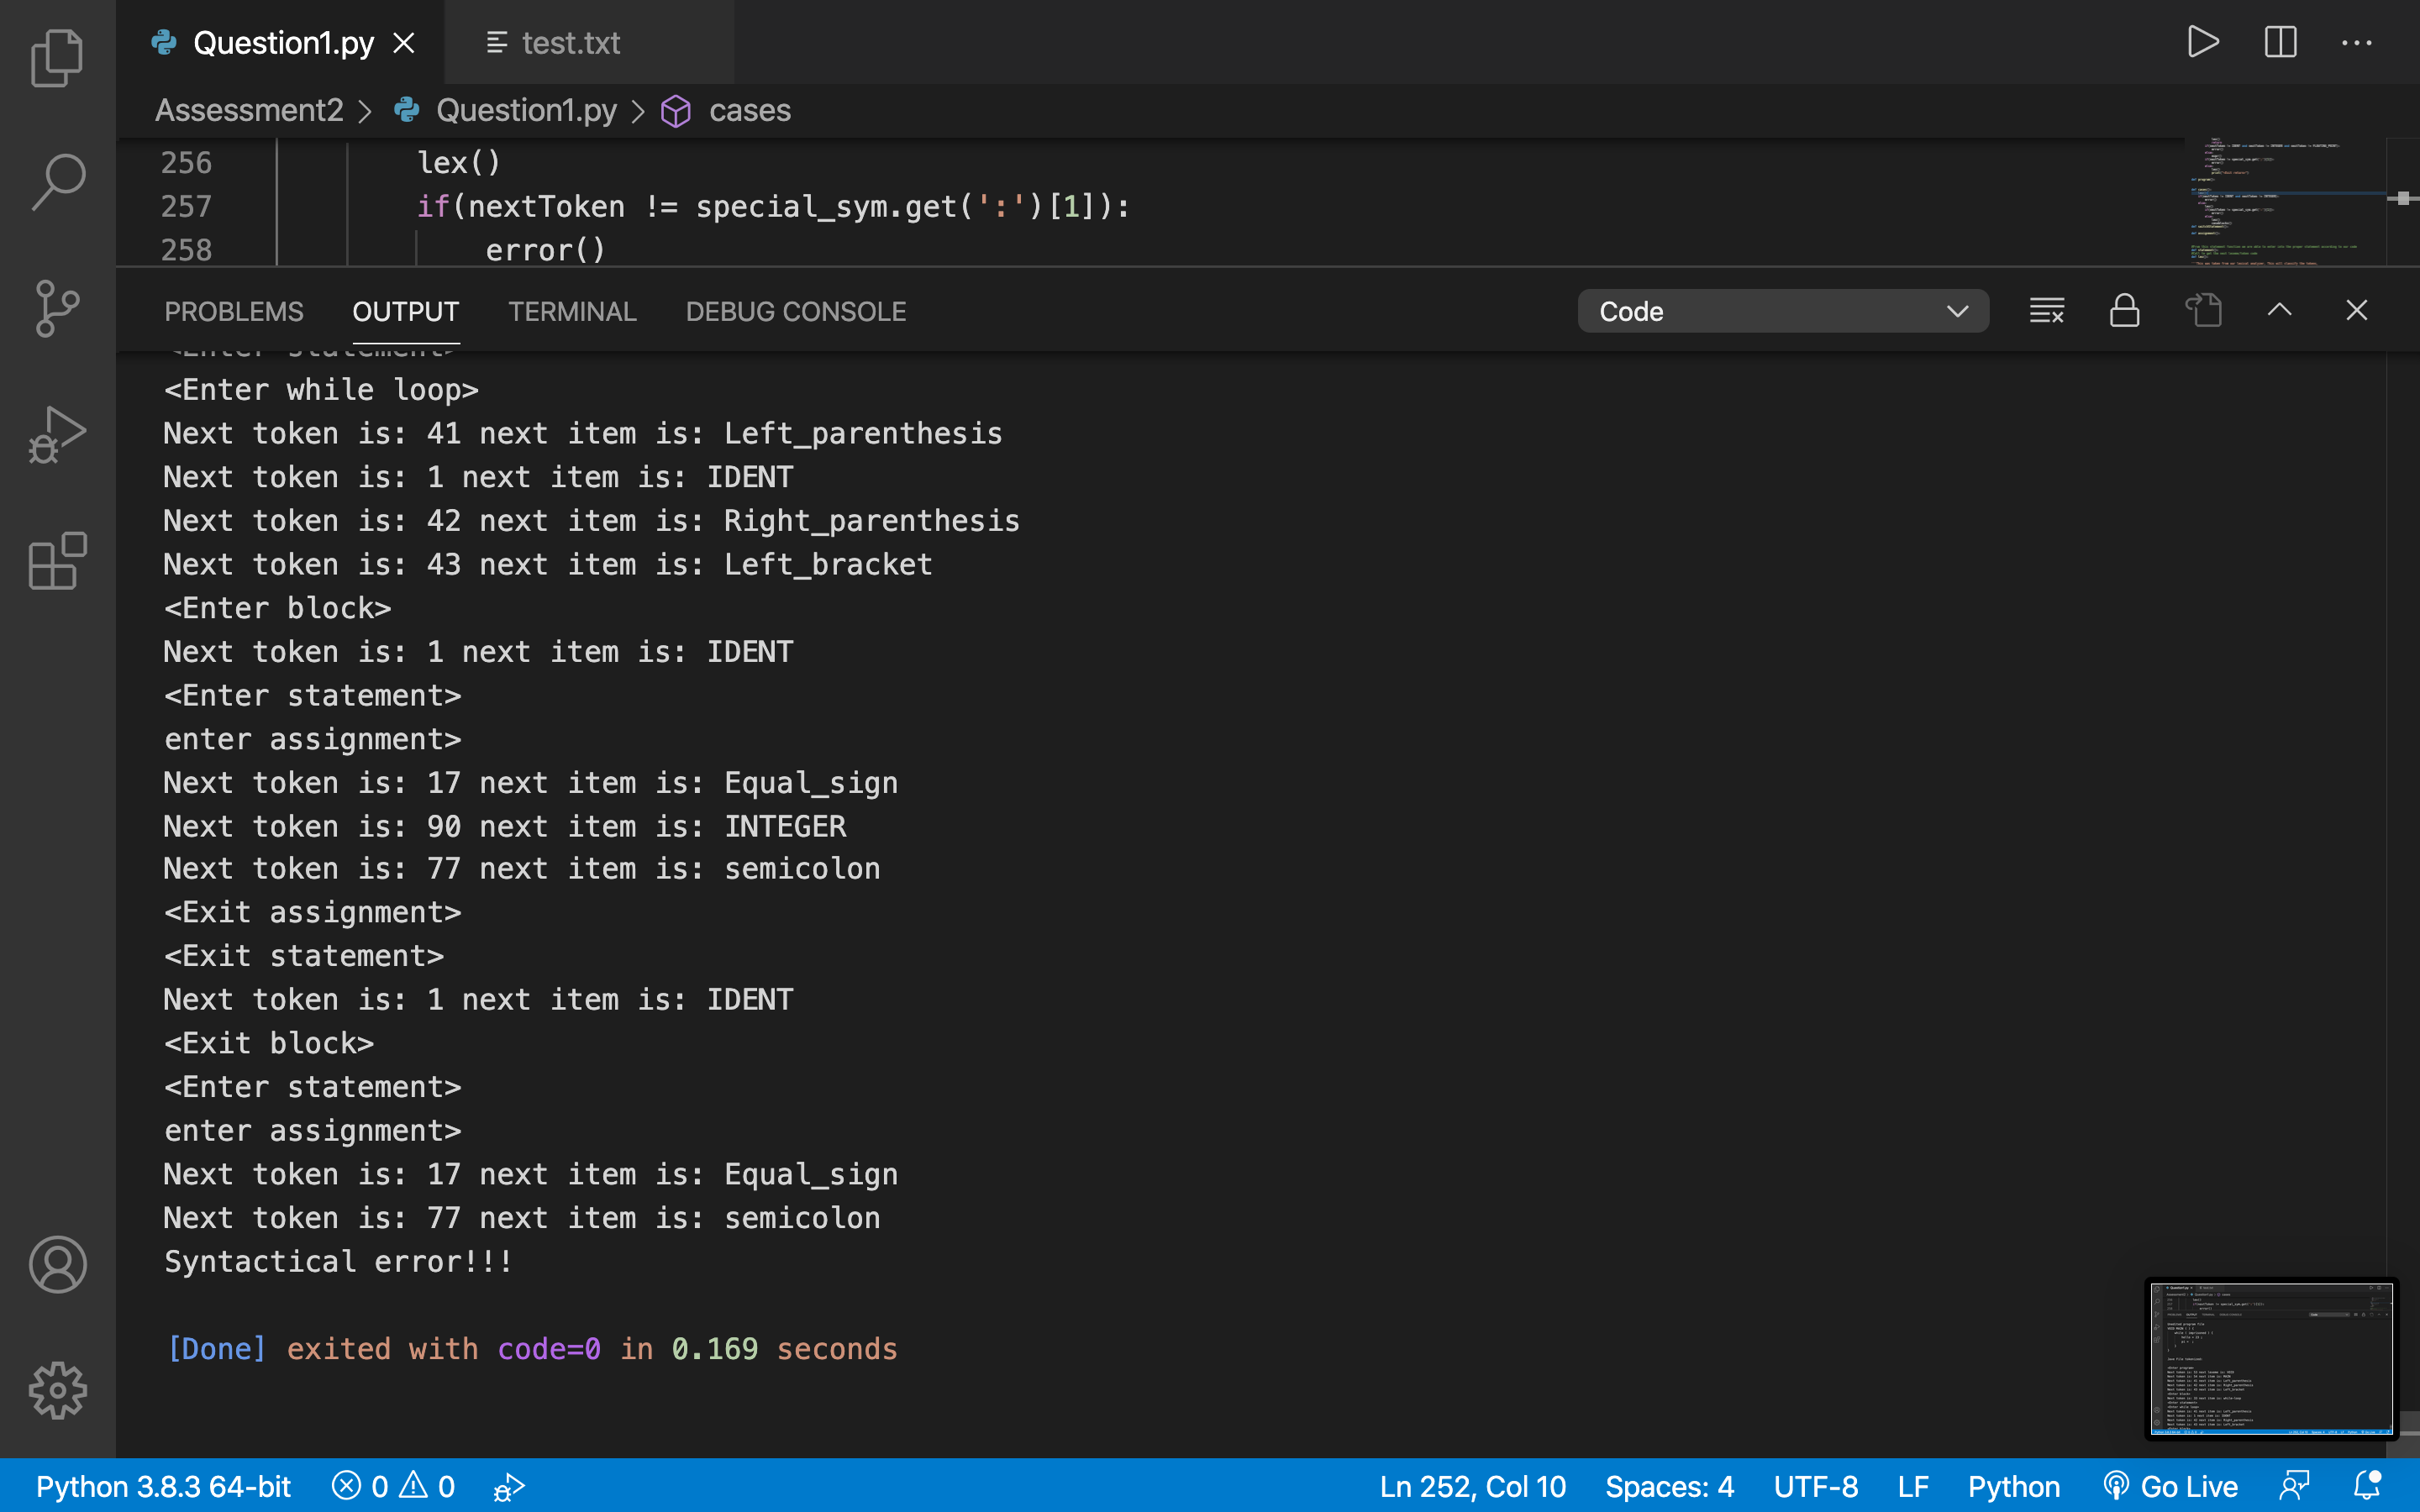 Question1.py
test.txt
Assessment2 > Question1.py > cases
256 lex()
257 if(nextToken != special_sym.get(':')[1]):
258 error()
PROBLEMS OUTPUT TERMINAL DEBUG CONSOLE Code
<Enter statement>
<Enter while loop>
Next token is: 41 next item is: Left_parenthesis
Next token is: 1 next item is: IDENT
Next token is: 42 next item is: Right_parenthesis
Next token is: 43 next item is: Left_bracket
<Enter block>
Next token is: 1 next item is: IDENT
<Enter statement>
enter assignment>
Next token is: 17 next item is: Equal_sign
Next token is: 90 next item is: INTEGER
Next token is: 77 next item is: semicolon
<Exit assignment>
<Exit statement>
Next token is: 1 next item is: IDENT
<Exit block>
<Enter statement>
enter assignment>
Next token is: 17 next item is: Equal_sign
Next token is: 77 next item is: semicolon
Syntactical error!!!
[Done] exited with code=0 in 0.169 seconds
Python 3.8.3 64-bit 0 0 Ln 252, Col 10 Spaces: 4 UTF-8 LF Python Go Live